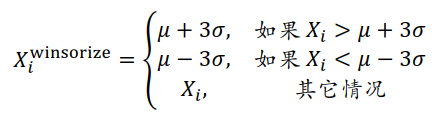 μ + 3σ, 如果 X_i > μ + 3σ
X_i^winsorize = { μ − 3σ, 如果 X_i < μ − 3σ
X_i, 其它情况